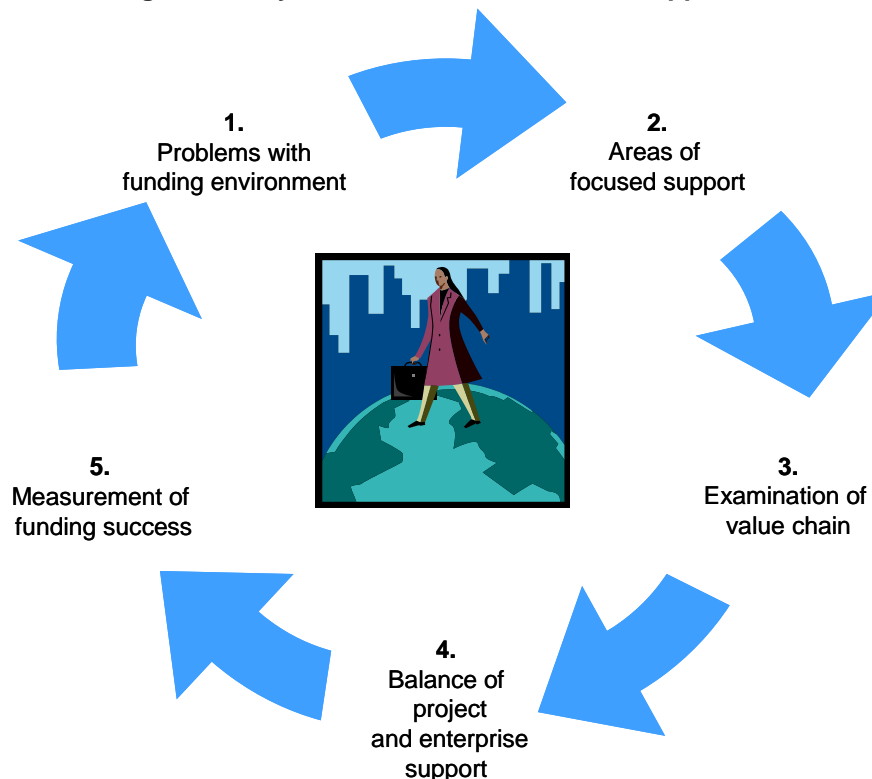 1.
Problems with
funding environment
2.
Areas of
focused support
3.
Examination of
value chain
4.
Balance of
project
and enterprise
support
5.
Measurement of
funding success